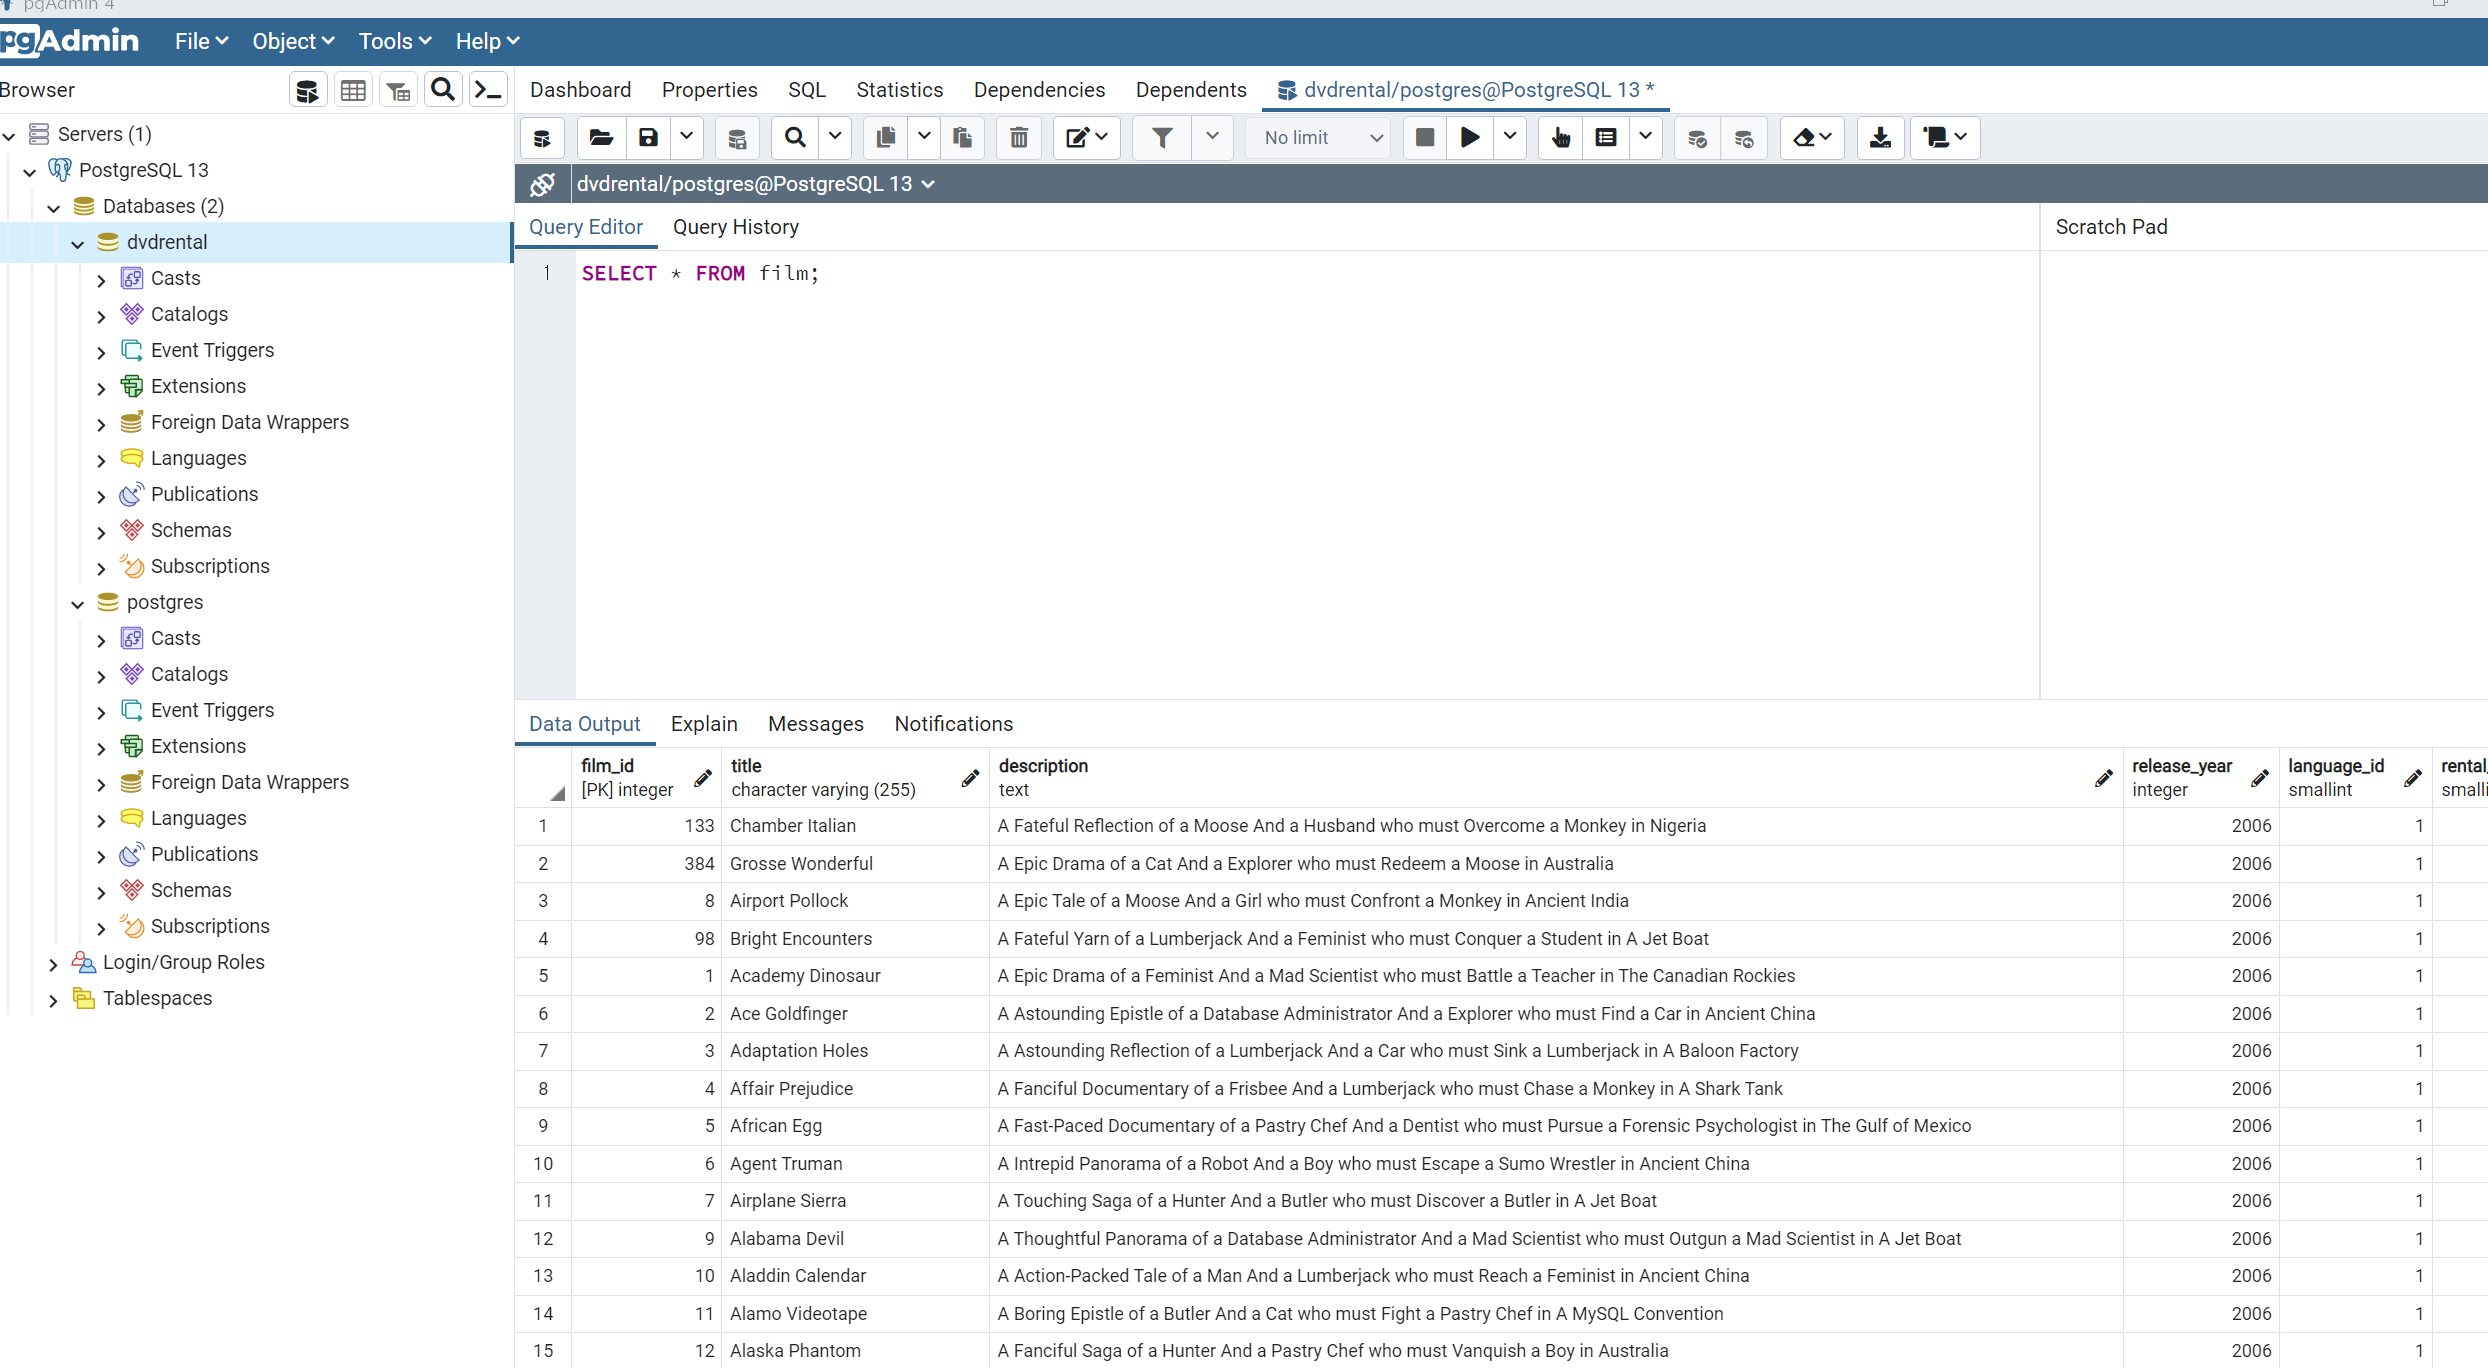 pgAdmin 4
pgAdmin File Object Tools Help
Browser
Dashboard Properties SQL Statistics Dependencies Dependents dvdrental/postgres@PostgreSQL 13 *
No limit
dvdrental/postgres@PostgreSQL 13
Servers (1)
PostgreSQL 13
Databases (2)
dvdrental
Casts
Catalogs
Event Triggers
Extensions
Foreign Data Wrappers
Languages
Publications
Schemas
Subscriptions
postgres
Casts
Catalogs
Event Triggers
Extensions
Foreign Data Wrappers
Languages
Publications
Schemas
Subscriptions
Login/Group Roles
Tablespaces
Query Editor Query History
Scratch Pad
1 SELECT * FROM film;
Data Output Explain Messages Notifications
film_id title description release_year language_id rental_
[PK] integer character varying (255) text integer smallint smalli
1 133 Chamber Italian A Fateful Reflection of a Moose And a Husband who must Overcome a Monkey in Nigeria 2006 1
2 384 Grosse Wonderful A Epic Drama of a Cat And a Explorer who must Redeem a Moose in Australia 2006 1
3 8 Airport Pollock A Epic Tale of a Moose And a Girl who must Confront a Monkey in Ancient India 2006 1
4 98 Bright Encounters A Fateful Yarn of a Lumberjack And a Feminist who must Conquer a Student in A Jet Boat 2006 1
5 1 Academy Dinosaur A Epic Drama of a Feminist And a Mad Scientist who must Battle a Teacher in The Canadian Rockies 2006 1
6 2 Ace Goldfinger A Astounding Epistle of a Database Administrator And a Explorer who must Find a Car in Ancient China 2006 1
7 3 Adaptation Holes A Astounding Reflection of a Lumberjack And a Car who must Sink a Lumberjack in A Baloon Factory 2006 1
8 4 Affair Prejudice A Fanciful Documentary of a Frisbee And a Lumberjack who must Chase a Monkey in A Shark Tank 2006 1
9 5 African Egg A Fast-Paced Documentary of a Pastry Chef And a Dentist who must Pursue a Forensic Psychologist in The Gulf of Mexico 2006 1
10 6 Agent Truman A Intrepid Panorama of a Robot And a Boy who must Escape a Sumo Wrestler in Ancient China 2006 1
11 7 Airplane Sierra A Touching Saga of a Hunter And a Butler who must Discover a Butler in A Jet Boat 2006 1
12 9 Alabama Devil A Thoughtful Panorama of a Database Administrator And a Mad Scientist who must Outgun a Mad Scientist in A Jet Boat 2006 1
13 10 Aladdin Calendar A Action-Packed Tale of a Man And a Lumberjack who must Reach a Feminist in Ancient China 2006 1
14 11 Alamo Videotape A Boring Epistle of a Butler And a Cat who must Fight a Pastry Chef in A MySQL Convention 2006 1
15 12 Alaska Phantom A Fanciful Saga of a Hunter And a Pastry Chef who must Vanquish a Boy in Australia 2006 1